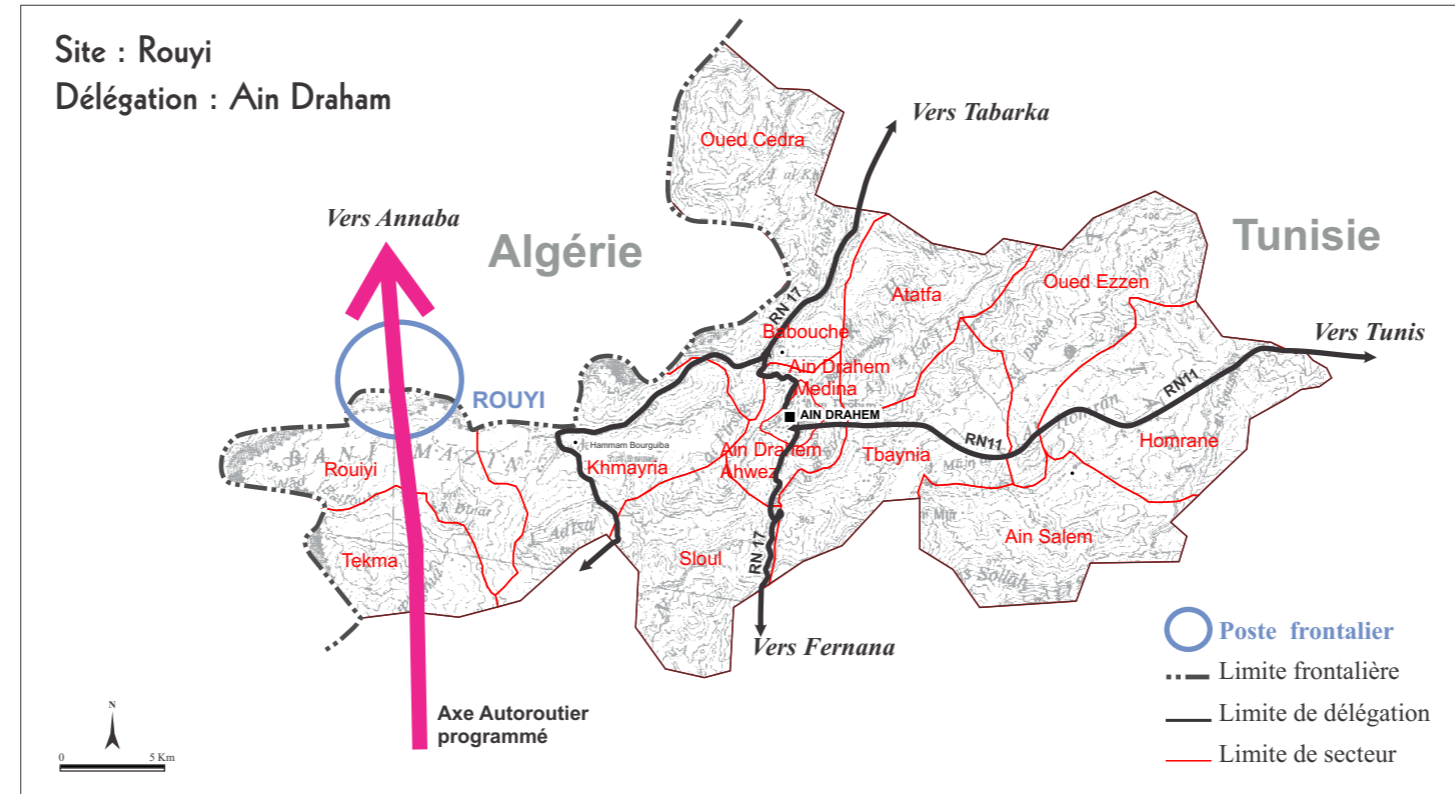 Site : Rouyi
Délégation : Ain Draham
Vers Tabarka
Oued Cedra
Vers Annaba
Algérie
Tunisie
Oued Ezzen
Atatfa
RN 17
Babouche
Vers Tunis
Ain Drahem
Medina
RN11
ROUYI
AIN DRAHEM
RN11
Homrane
Hammam Bourguiba
BANI MAZIN
Rouiyi
Khmayria
Ain Drahem
Ahwez
Tbaynia
Tekma
Sloul
RN 17
862
Ain Salem
Vers Fernana
Axe Autoroutier
programmé
N
0 5 Km
Poste frontalier
Limite frontalière
Limite de délégation
Limite de secteur